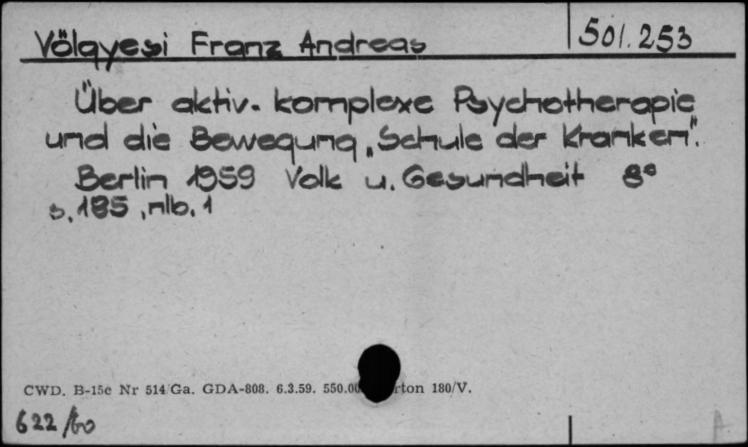 Völgyesi Franz Andreas 501.253
Über aktiv. komplexe Psychotherapie
und die Bewegung „Schule der Kranken".
Berlin 1959 Volk u. Gesundheit 8°
s. 185, nlb. 1
CWD. B-15c Nr 514/Ga. GDA-808. 6.3.59. 550.00 rton 180/V.
622/60
A